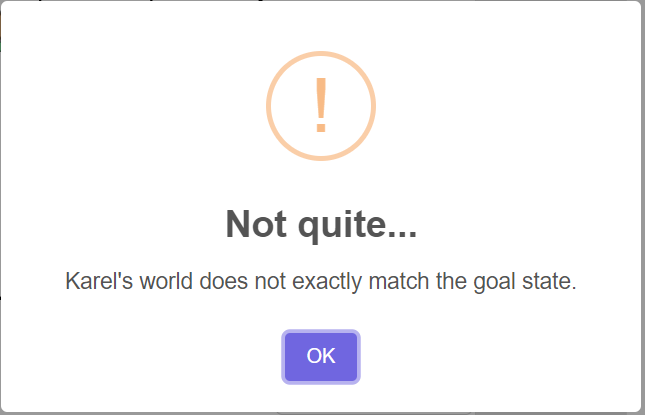 !
Not quite...
Karel's world does not exactly match the goal state.
OK